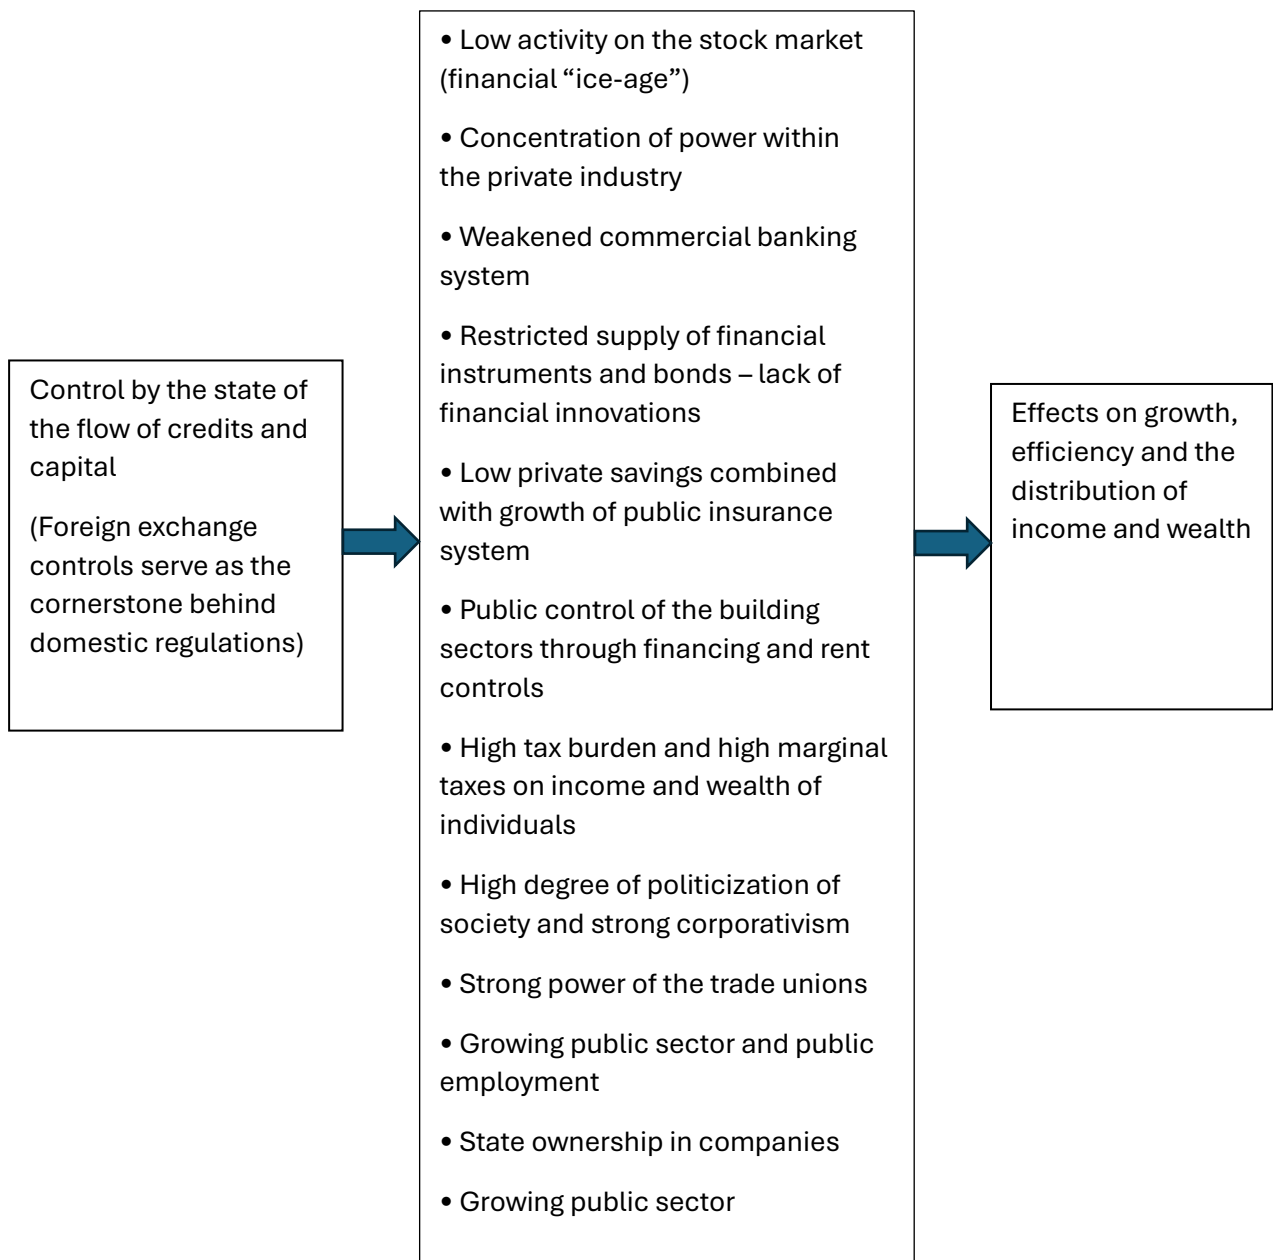 Control by the state of
the flow of credits and
capital
(Foreign exchange
controls serve as the
cornerstone behind
domestic regulations)
• Low activity on the stock market
(financial “ice-age”)
• Concentration of power within
the private industry
• Weakened commercial banking
system
• Restricted supply of financial
instruments and bonds – lack of
financial innovations
• Low private savings combined
with growth of public insurance
system
• Public control of the building
sectors through financing and rent
controls
• High tax burden and high marginal
taxes on income and wealth of
individuals
• High degree of politicization of
society and strong corporativism
• Strong power of the trade unions
• Growing public sector and public
employment
• State ownership in companies
• Growing public sector
Effects on growth,
efficiency and the
distribution of
income and wealth